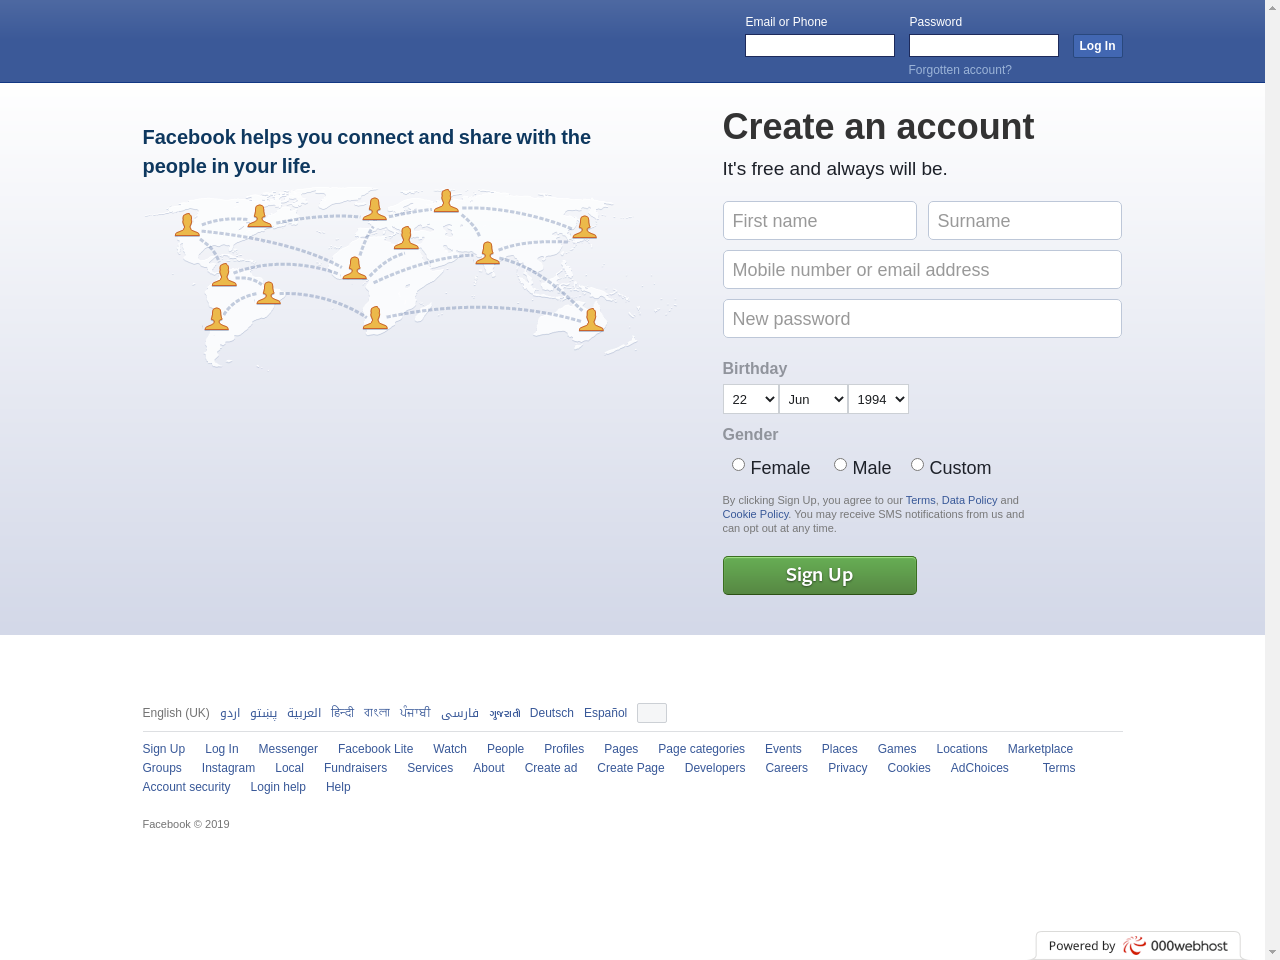 Email or Phone
Password
Log In
Forgotten account?
Facebook helps you connect and share with the
people in your life.
Create an account
It's free and always will be.
First name
Surname
Mobile number or email address
New password
Birthday
22
Jun
1994
Gender
Female
Male
Custom
By clicking Sign Up, you agree to our Terms, Data Policy and
Cookie Policy. You may receive SMS notifications from us and
can opt out at any time.
Sign Up
English (UK) اردو پښتو العربية हिन्दी বাংলা ਪੰਜਾਬੀ فارسی ગુજરાતી Deutsch Español
Sign Up Log In Messenger Facebook Lite Watch People Profiles Pages Page categories Events Places Games Locations Marketplace
Groups Instagram Local Fundraisers Services About Create ad Create Page Developers Careers Privacy Cookies AdChoices Terms
Account security Login help Help
Facebook © 2019
Powered by 000webhost